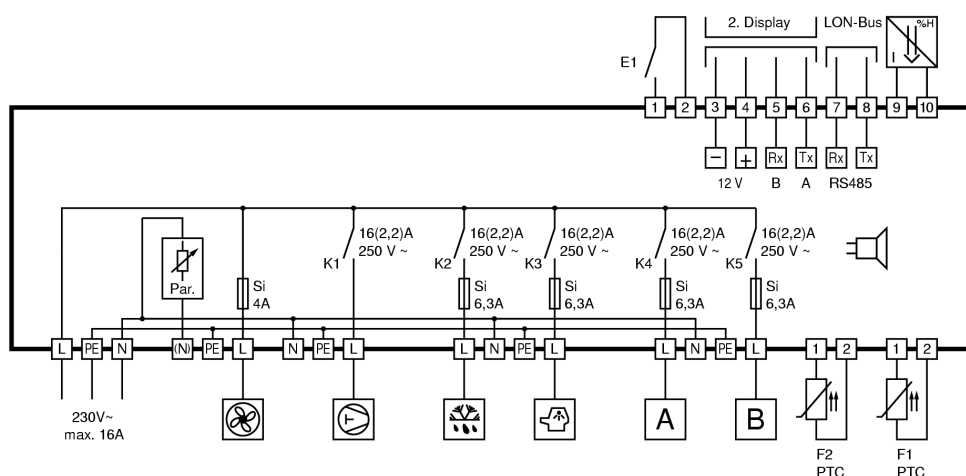 2. Display LON-Bus %H
E1 I
1 2 3 4 5 6 7 8 9 10
− + Rx Tx Rx Tx
12 V B A RS485
16(2,2)A 16(2,2)A 16(2,2)A 16(2,2)A 16(2,2)A
250 V ~ 250 V ~ 250 V ~ 250 V ~ 250 V ~
K1 K2 K3 K4 K5
Par. Si Si Si Si Si
4A 6,3A 6,3A 6,3A 6,3A
L PE N (N) PE L N PE L L N PE L L N PE L 1 2 1 2
230V~
max. 16A
A B
F2 F1
PTC PTC